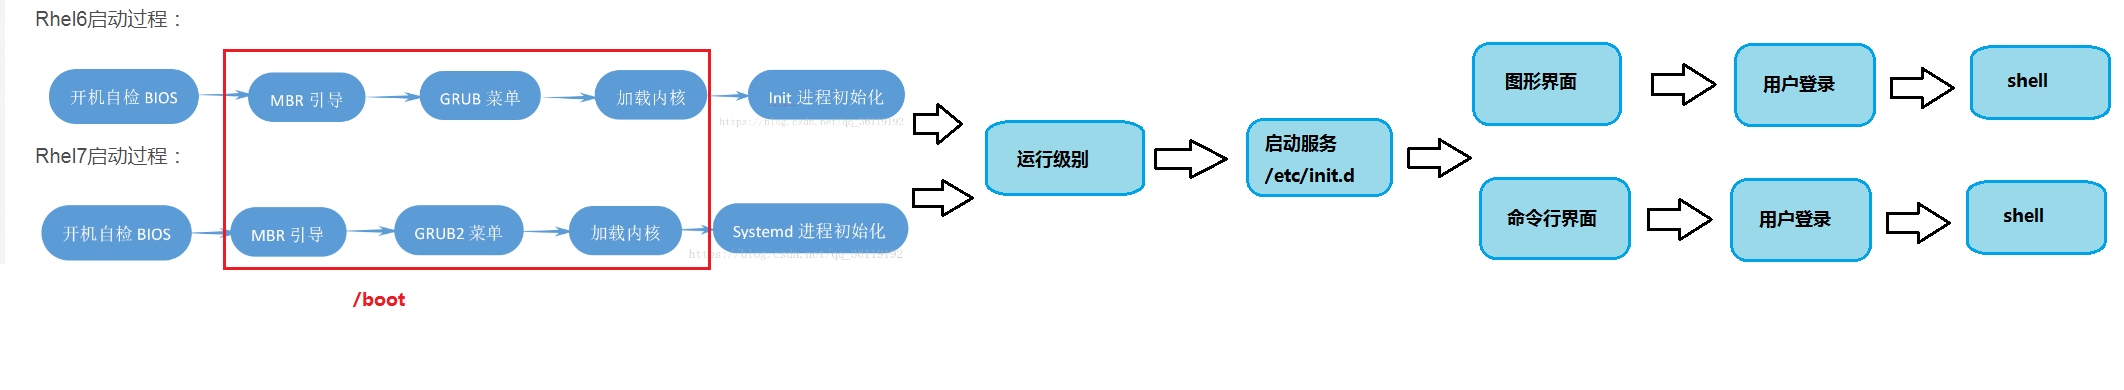 Rhel6启动过程：
开机自检 BIOS
MBR 引导
GRUB 菜单
加载内核
Init 进程初始化
https://blog.csdn.net/qq_36119192
Rhel7启动过程：
开机自检 BIOS
MBR 引导
GRUB2 菜单
加载内核
Systemd 进程初始化
https://blog.csdn.net/qq_36119192
/boot
运行级别
启动服务
/etc/init.d
图形界面
用户登录
shell
命令行界面
用户登录
shell